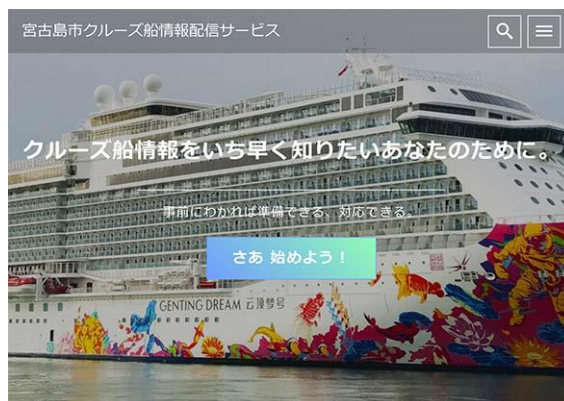 宮古島市クルーズ船情報配信サービス
クルーズ船情報をいち早く知りたいあなたのために。
事前にわかれば準備できる、対応できる。
さあ 始めよう！
GENTING DREAM 云顶梦号